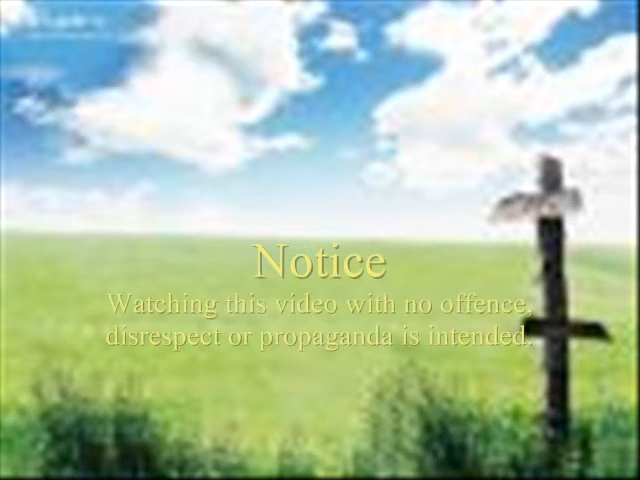 Notice
Watching this video with no offence,
disrespect or propaganda is intended.